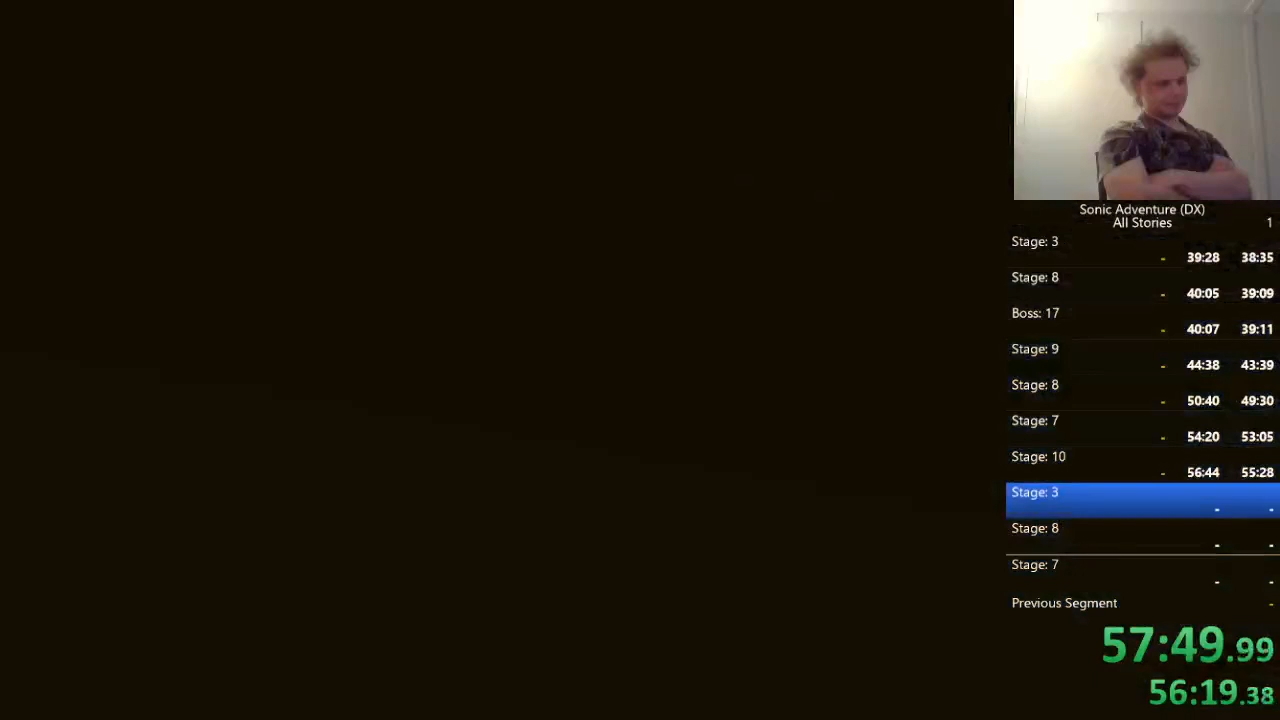 Sonic Adventure (DX)
All Stories 1
Stage: 3
- 39:28 38:35
Stage: 8
- 40:05 39:09
Boss: 17
- 40:07 39:11
Stage: 9
- 44:38 43:39
Stage: 8
- 50:40 49:30
Stage: 7
- 54:20 53:05
Stage: 10
- 56:44 55:28
Stage: 3
- -
Stage: 8
- -
Stage: 7
- -
Previous Segment -
57:49.99
56:19.38